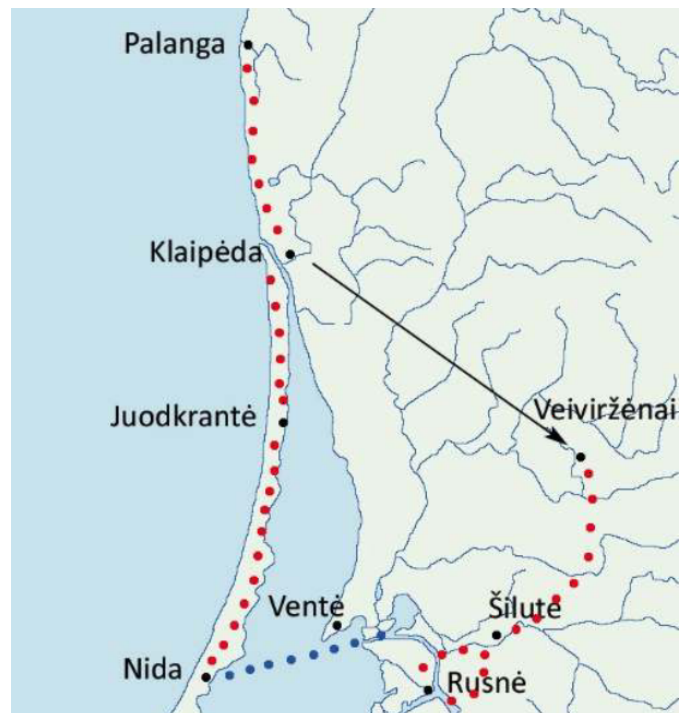 Palanga
Klaipėda
Juodkrantė
Veiviržėnai
Ventė
Šilutė
Nida
Rusnė